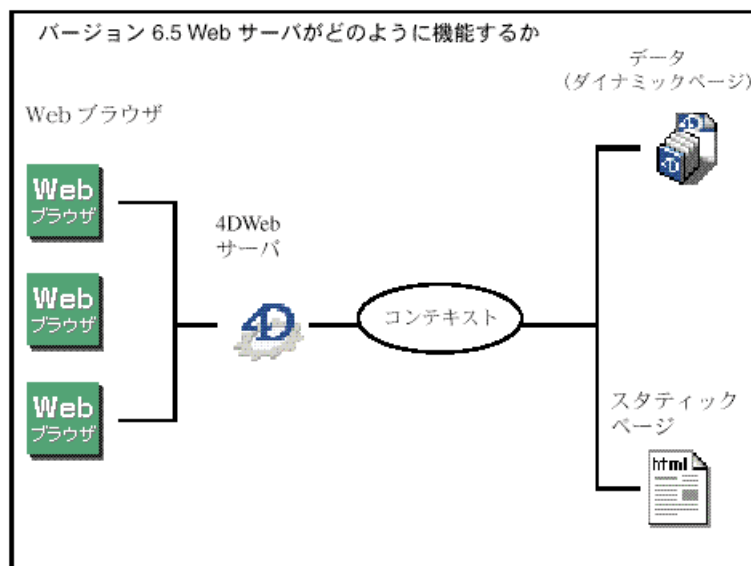 バージョン 6.5 Web サーバがどのように機能するか
データ
(ダイナミックページ)
Web ブラウザ
Web
ブラウザ
4DWeb
サーバ
4D
Web
ブラウザ
4D
コンテキスト
Web
ブラウザ
スタティック
ページ
html